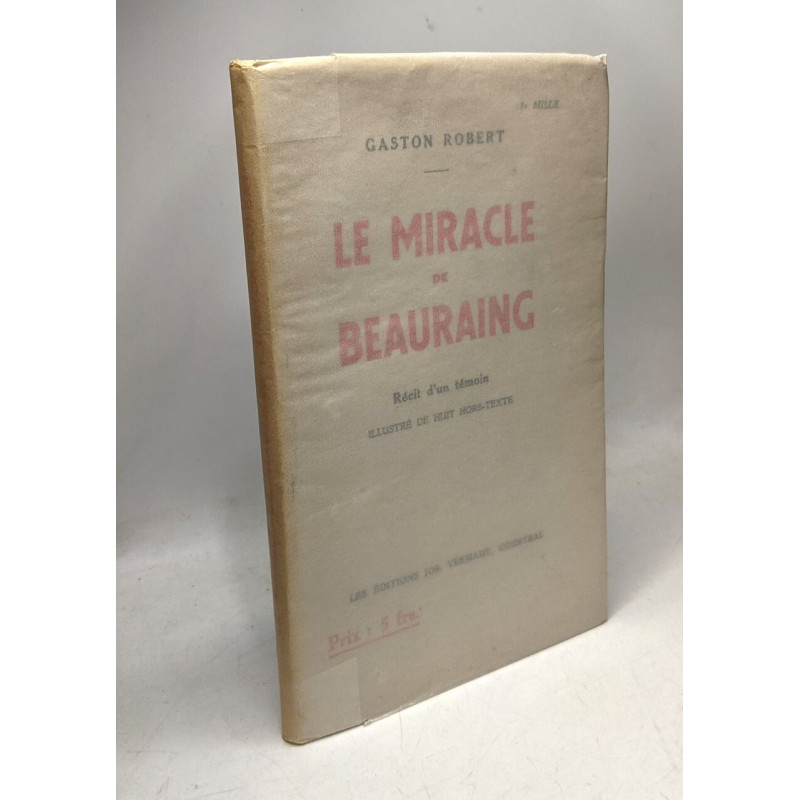 MILLE
GASTON ROBERT
LE MIRACLE
DE
BEAURAING
Récit d'un témoin
ILLUSTRÉ DE HUIT HORS-TEXTE
LES ÉDITIONS JOS. VERMAUT, COURTRAI
Prix : 5 frs.